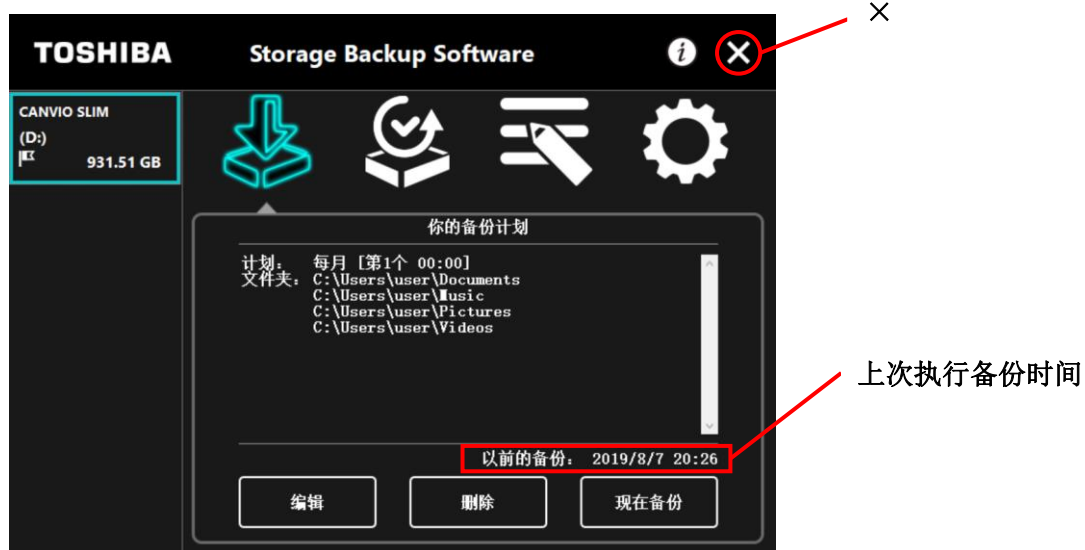 ×
TOSHIBA Storage Backup Software i ×
CANVIO SLIM
(D:)
931.51 GB
你的备份计划
计划: 每月 [第1个 00:00]
文件夹: C:\Users\user\Documents
C:\Users\user\Music
C:\Users\user\Pictures
C:\Users\user\Videos
上次执行备份时间
以前的备份: 2019/8/7 20:26
编辑 删除 现在备份